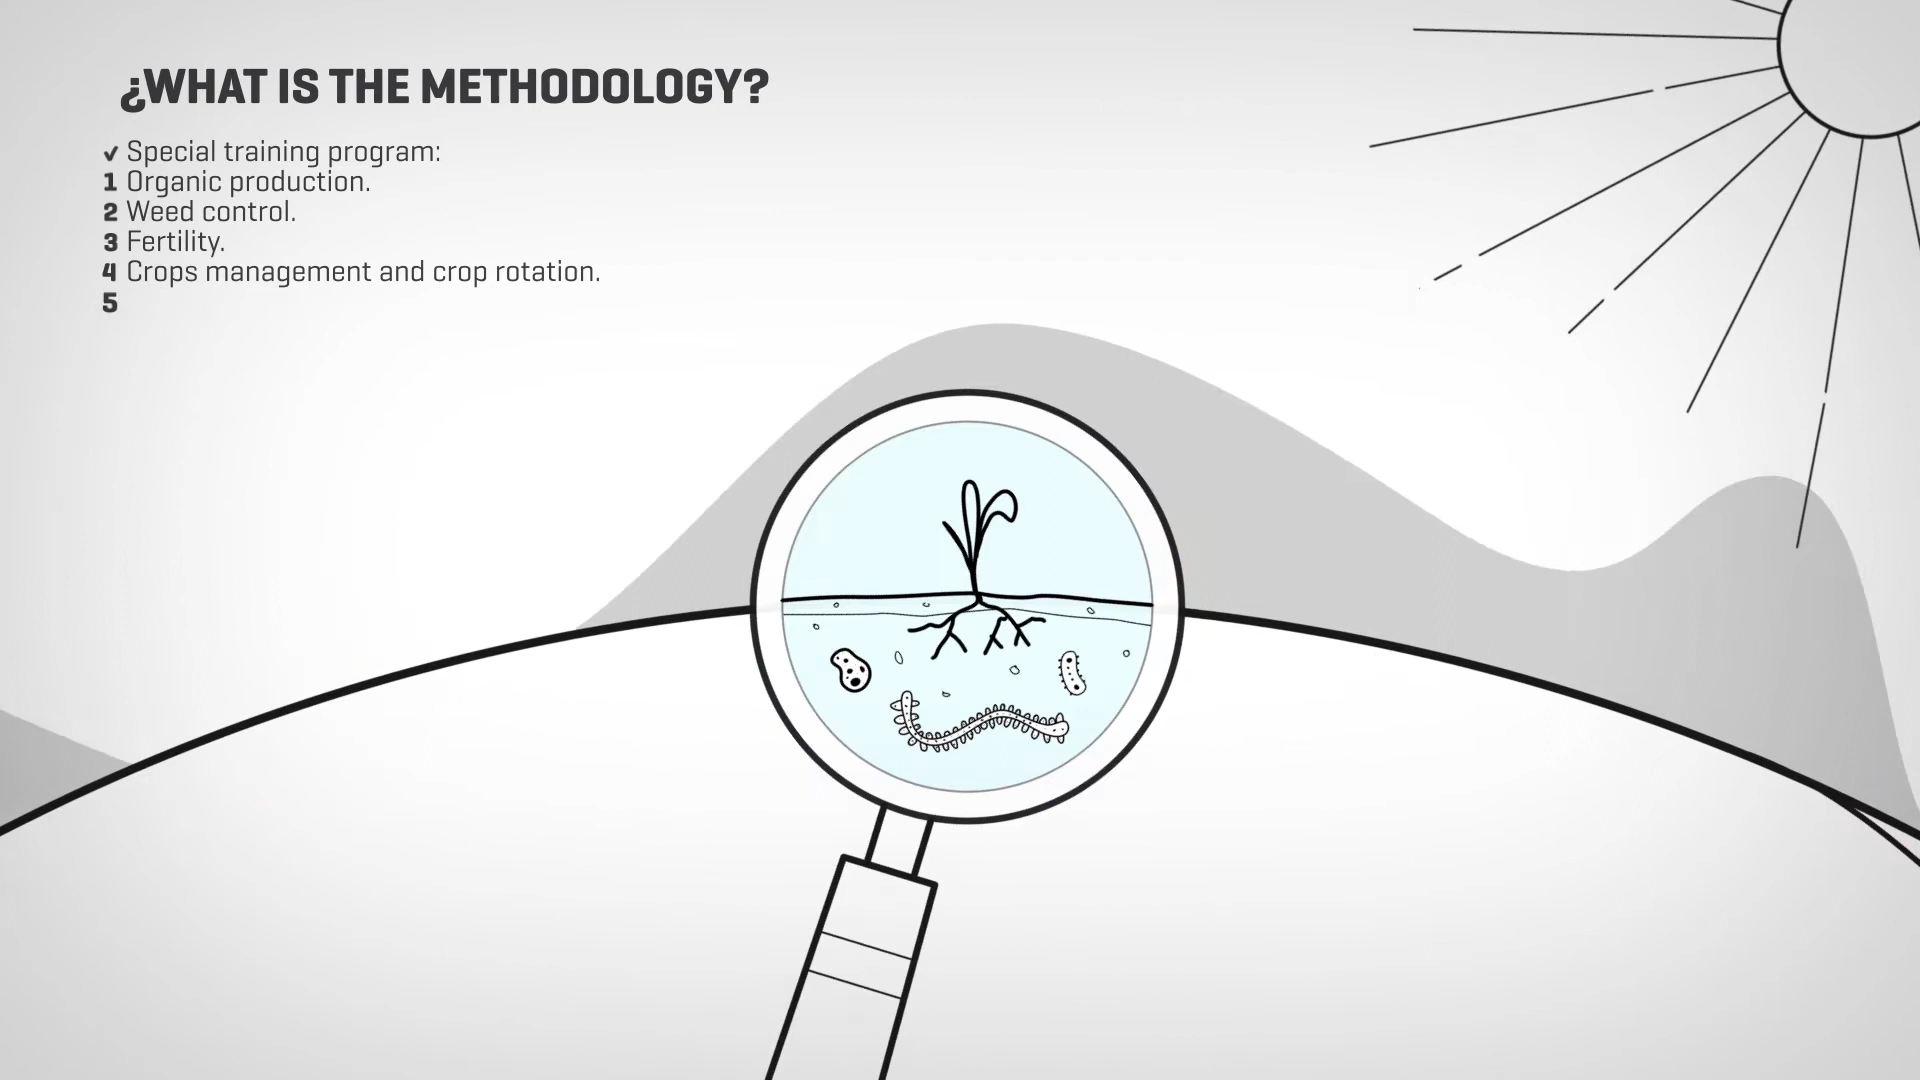 ¿WHAT IS THE METHODOLOGY?
✓ Special training program:
1 Organic production.
2 Weed control.
3 Fertility.
4 Crops management and crop rotation.
5